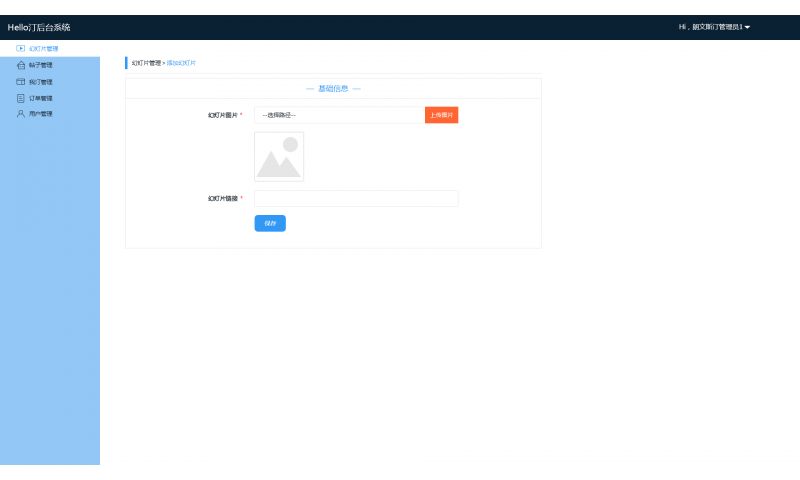 Hello汀后台系统
Hi，朗文斯汀管理员1
幻灯片管理
帖子管理
我汀管理
订单管理
用户管理
幻灯片管理 > 添加幻灯片
— 基础信息 —
幻灯片图片 *
--选择路径--
上传图片
幻灯片链接 *
保存